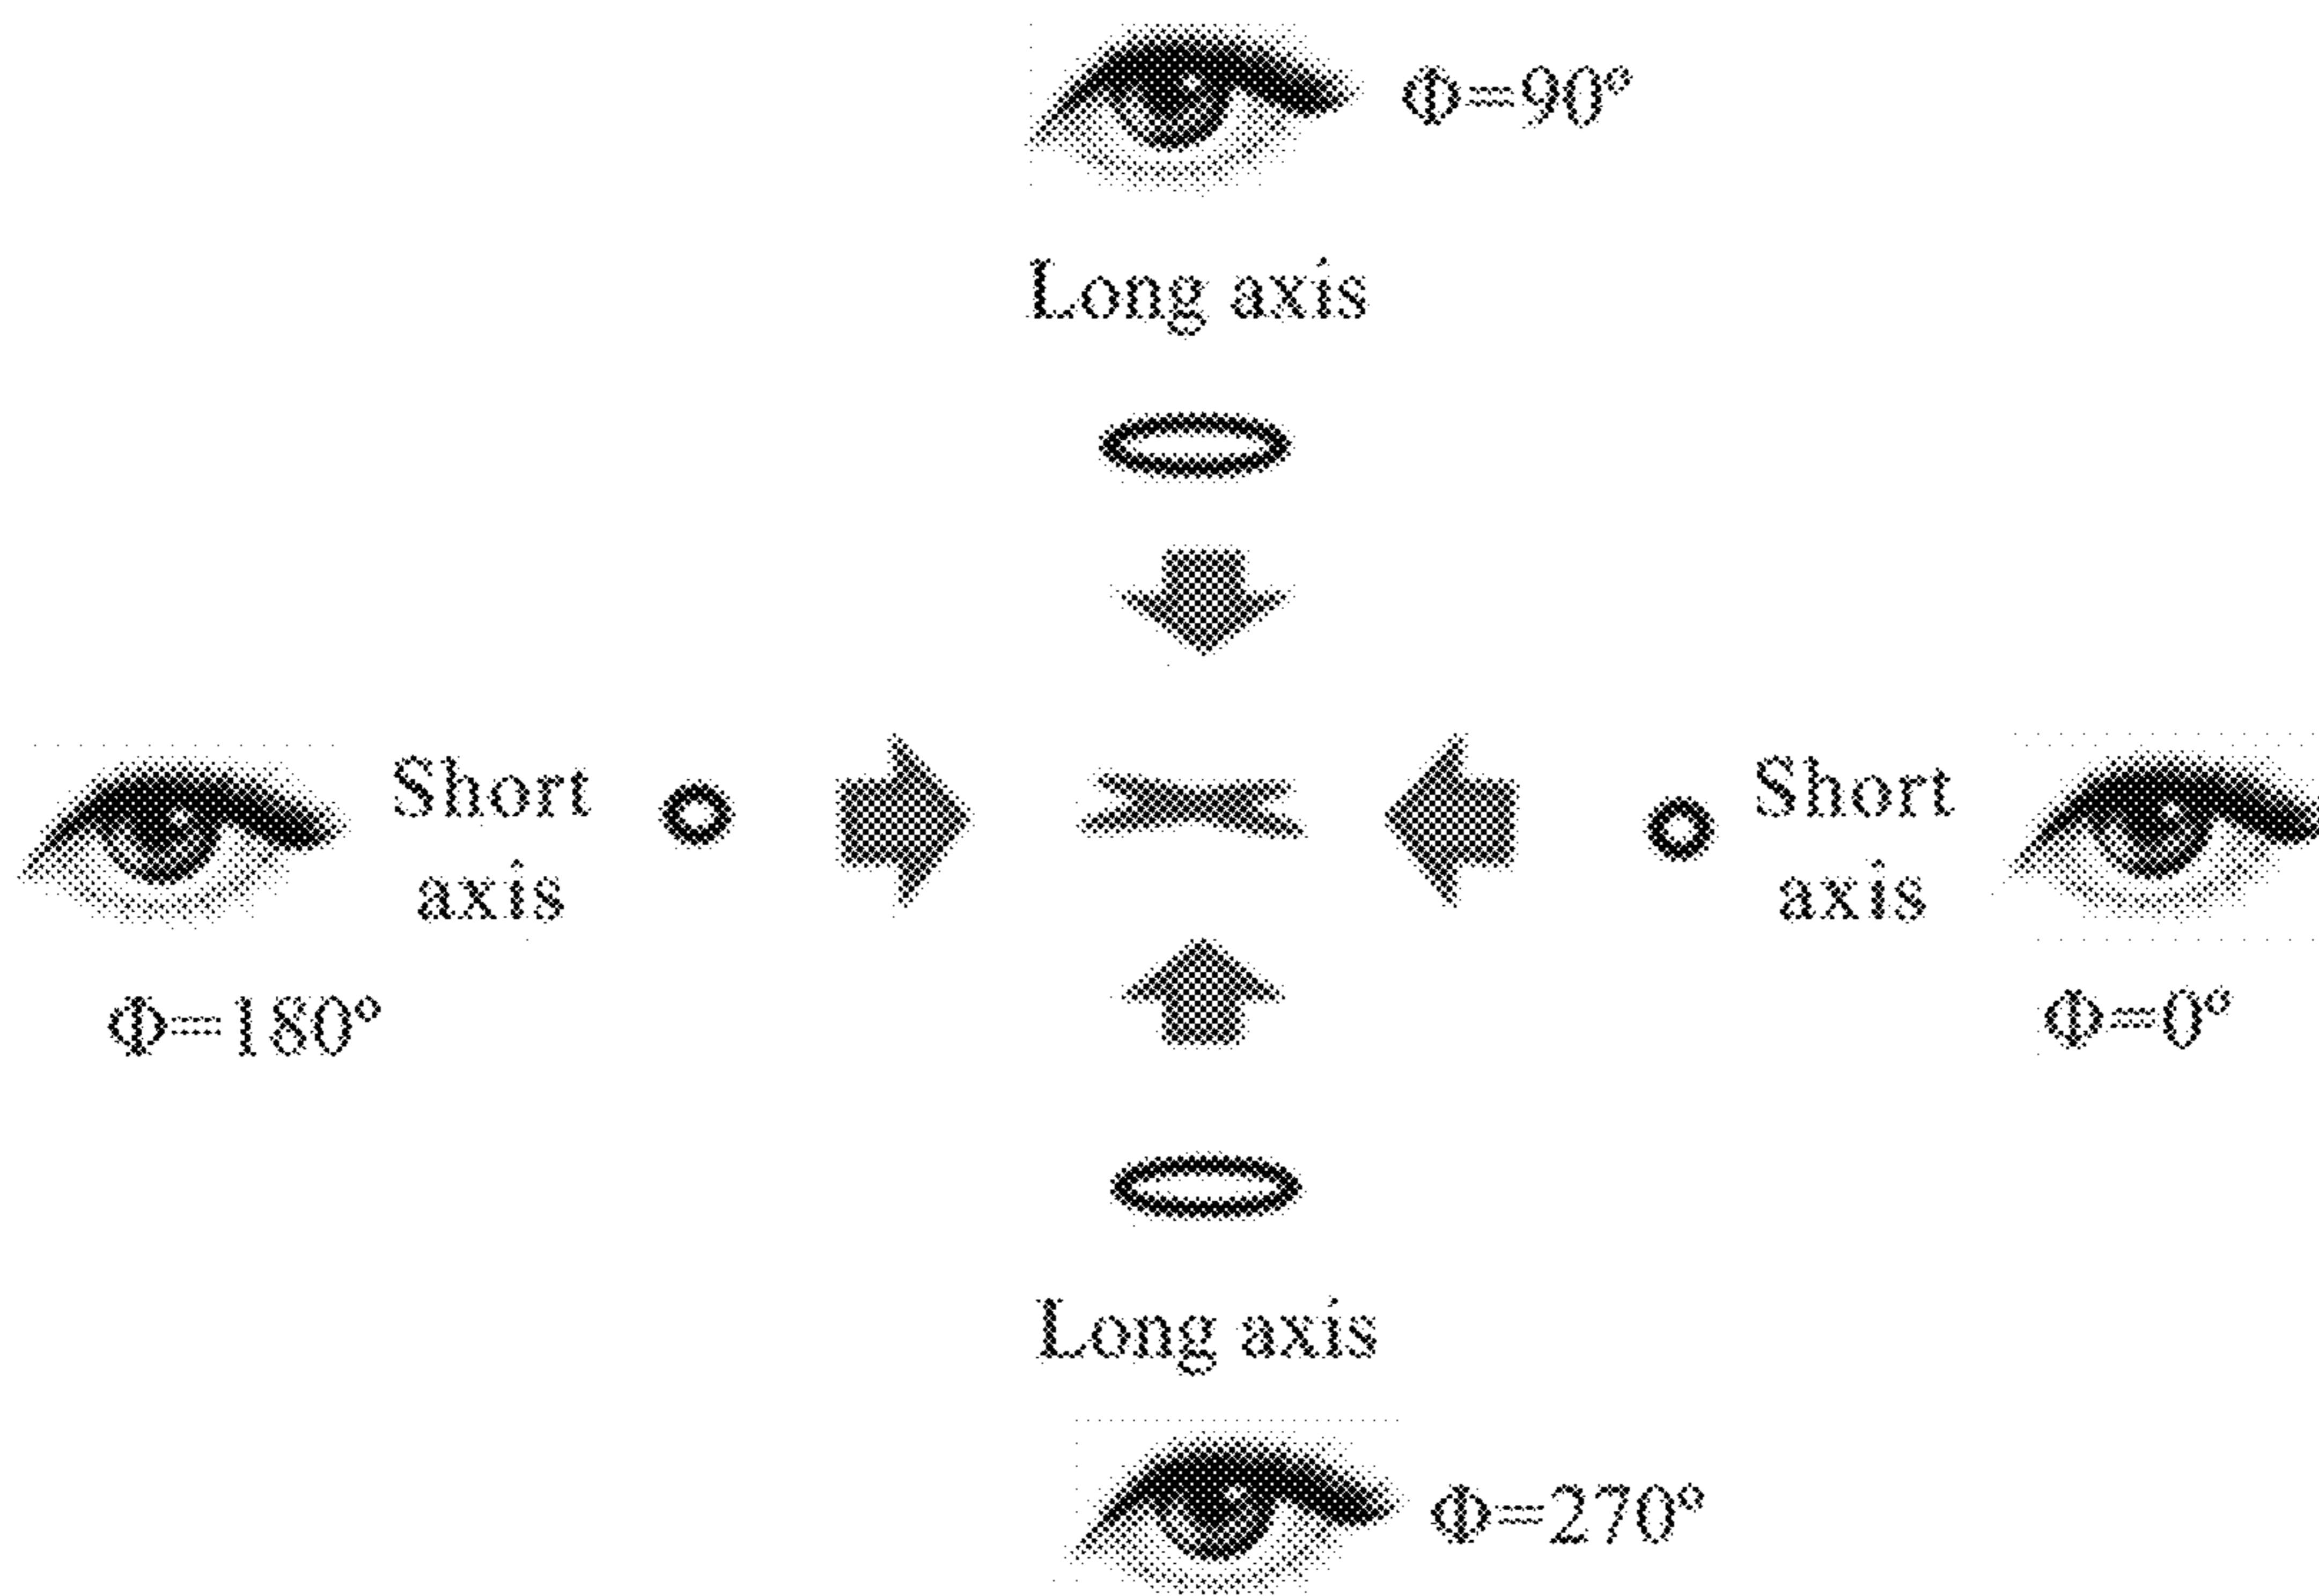 Φ=90°
Long axis
Short
axis
Φ=180°
Short
axis
Φ=0°
Long axis
Φ=270°